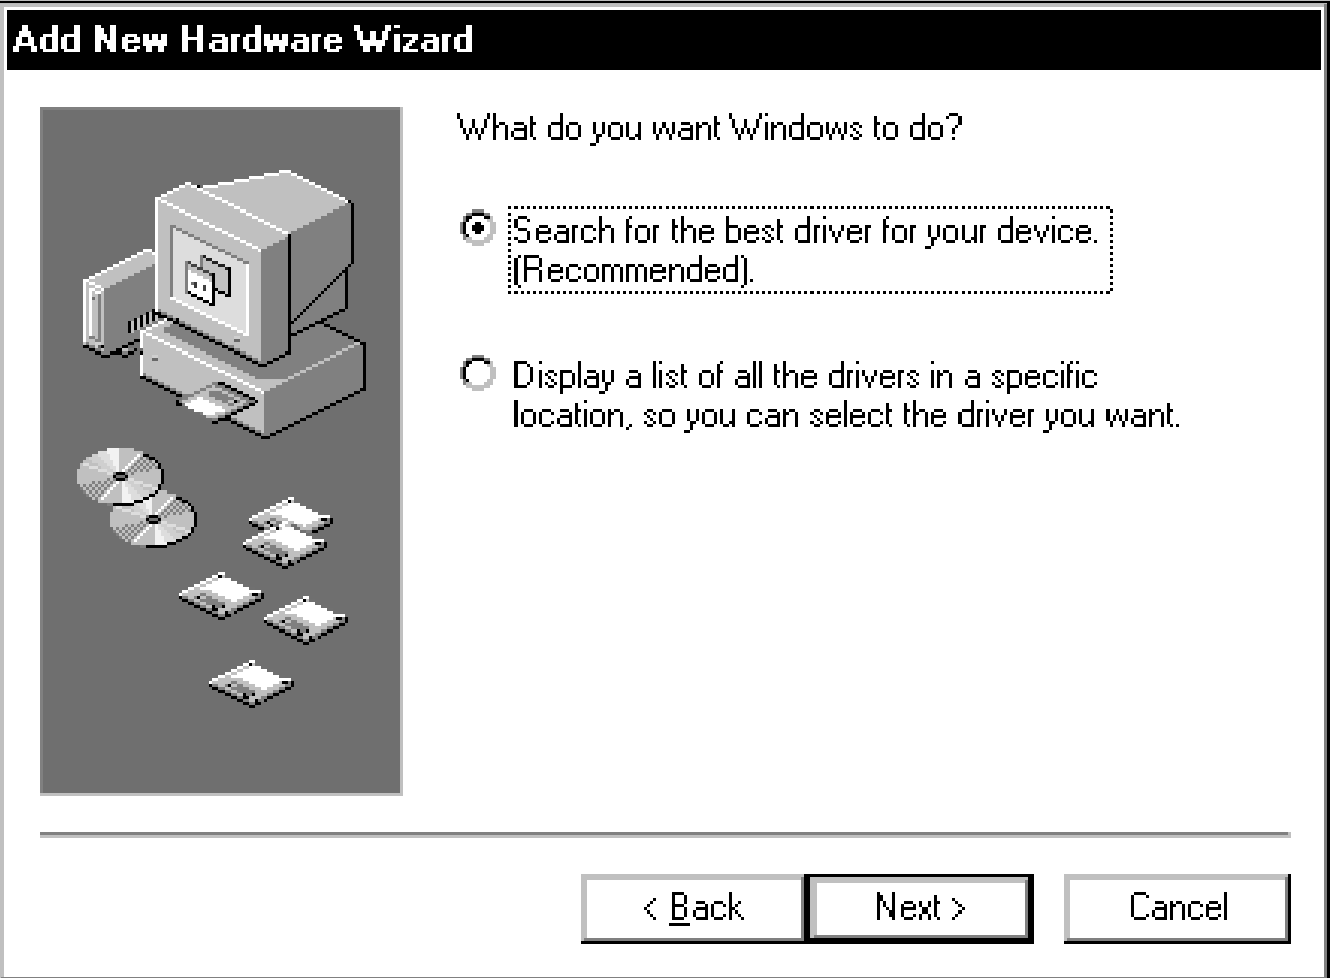 Add New Hardware Wizard
What do you want Windows to do?
Search for the best driver for your device.
(Recommended).
Display a list of all the drivers in a specific
location, so you can select the driver you want.
< Back
Next >
Cancel